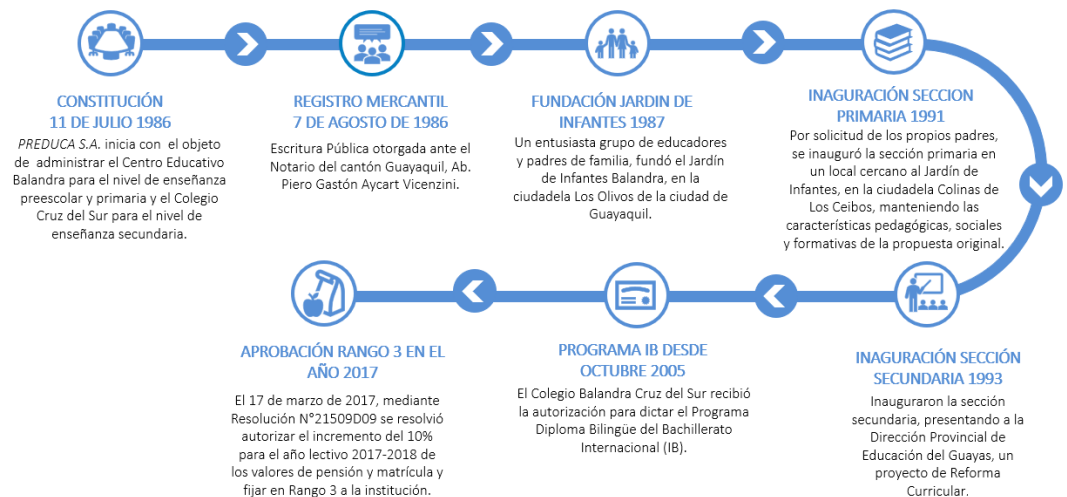 CONSTITUCIÓN
11 DE JULIO 1986
PREDUCA S.A. inicia con el objeto
de administrar el Centro Educativo
Balandra para el nivel de enseñanza
preescolar y primaria y el Colegio
Cruz del Sur para el nivel de
enseñanza secundaria.
REGISTRO MERCANTIL
7 DE AGOSTO DE 1986
Escritura Pública otorgada ante el
Notario del cantón Guayaquil, Ab.
Piero Gastón Aycart Vicenzini.
FUNDACIÓN JARDIN DE
INFANTES 1987
Un entusiasta grupo de educadores
y padres de familia, fundó el Jardín
de Infantes Balandra, en la
ciudadela Los Olivos de la ciudad de
Guayaquil.
INAGURACIÓN SECCION
PRIMARIA 1991
Por solicitud de los propios padres,
se inauguró la sección primaria en
un local cercano al Jardín de
Infantes, en la ciudadela Colinas de
Los Ceibos, manteniendo las
características pedagógicas, sociales
y formativas de la propuesta original.
INAGURACIÓN SECCIÓN
SECUNDARIA 1993
Inauguraron la sección
secundaria, presentando a la
Dirección Provincial de
Educación del Guayas, un
proyecto de Reforma
Curricular.
PROGRAMA IB DESDE
OCTUBRE 2005
El Colegio Balandra Cruz del Sur recibió
la autorización para dictar el Programa
Diploma Bilingüe del Bachillerato
Internacional (IB).
APROBACIÓN RANGO 3 EN EL
AÑO 2017
El 17 de marzo de 2017, mediante
Resolución N°21509D09 se resolvió
autorizar el incremento del 10%
para el año lectivo 2017-2018 de
los valores de pensión y matrícula y
fijar en Rango 3 a la institución.